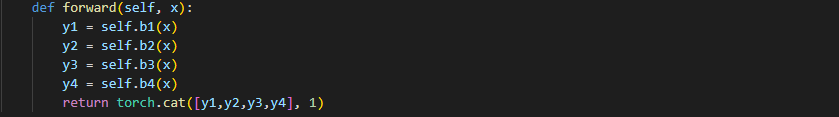 def forward(self, x):
    y1 = self.b1(x)
    y2 = self.b2(x)
    y3 = self.b3(x)
    y4 = self.b4(x)
    return torch.cat([y1,y2,y3,y4], 1)